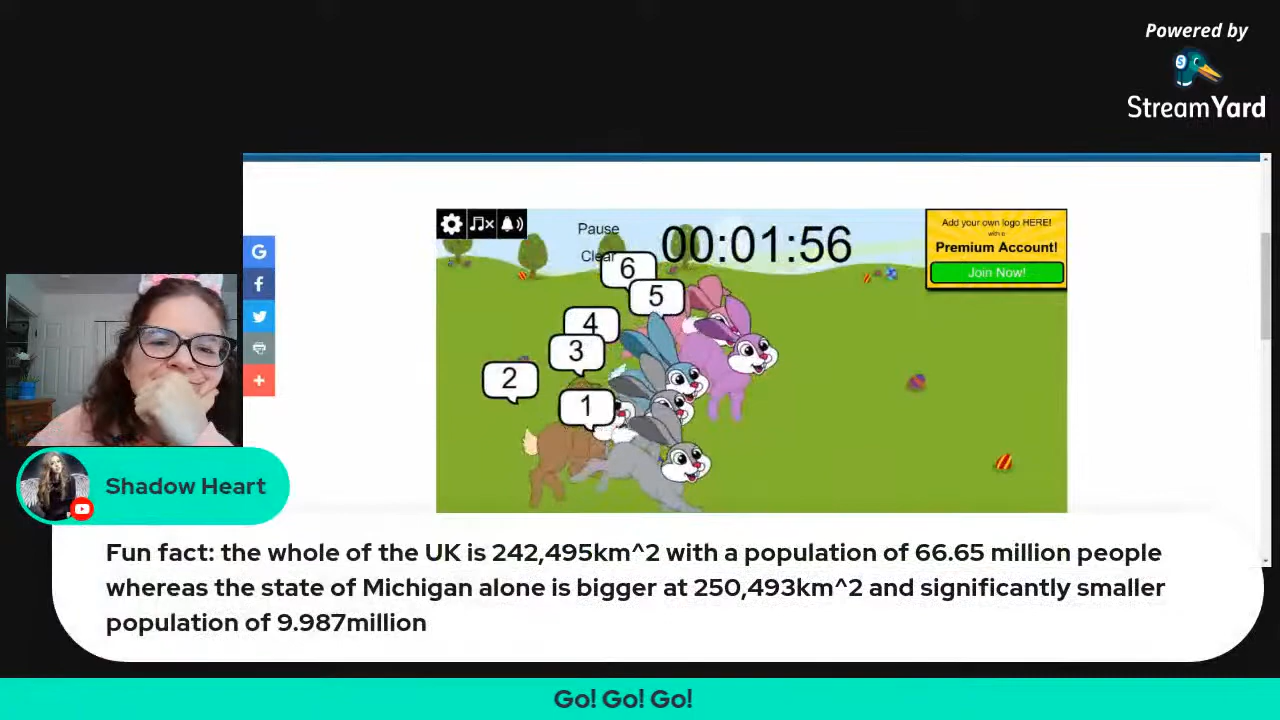 Powered by
StreamYard
Pause
00:01:56
Clear
Add your own logo HERE!
with a
Premium Account!
Join Now!
6
5
4
3
2
1
Shadow Heart
Fun fact: the whole of the UK is 242,495km^2 with a population of 66.65 million people
whereas the state of Michigan alone is bigger at 250,493km^2 and significantly smaller
population of 9.987million
Go! Go! Go!